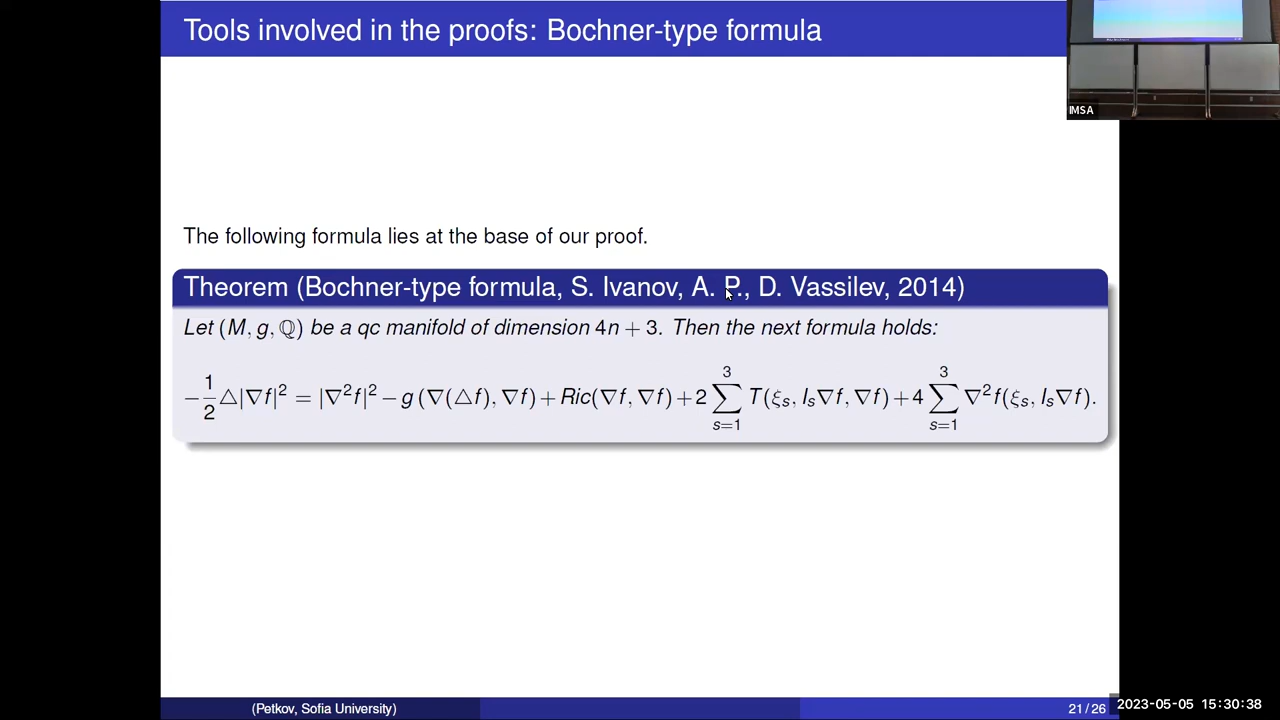 Tools involved in the proofs: Bochner-type formula
IMSA
The following formula lies at the base of our proof.
Theorem (Bochner-type formula, S. Ivanov, A. P., D. Vassilev, 2014)
Let (M, g, ℚ) be a qc manifold of dimension 4n + 3. Then the next formula holds:
−\frac{1}{2}△|∇f|² = |∇²f|² − g (∇(△f), ∇f) + Ric(∇f, ∇f) + 2 \sum_{s=1}^{3} T(ξ_s, I_s∇f, ∇f) + 4 \sum_{s=1}^{3} ∇²f(ξ_s, I_s∇f).
(Petkov, Sofia University)
21 / 26
2023-05-05 15:30:38